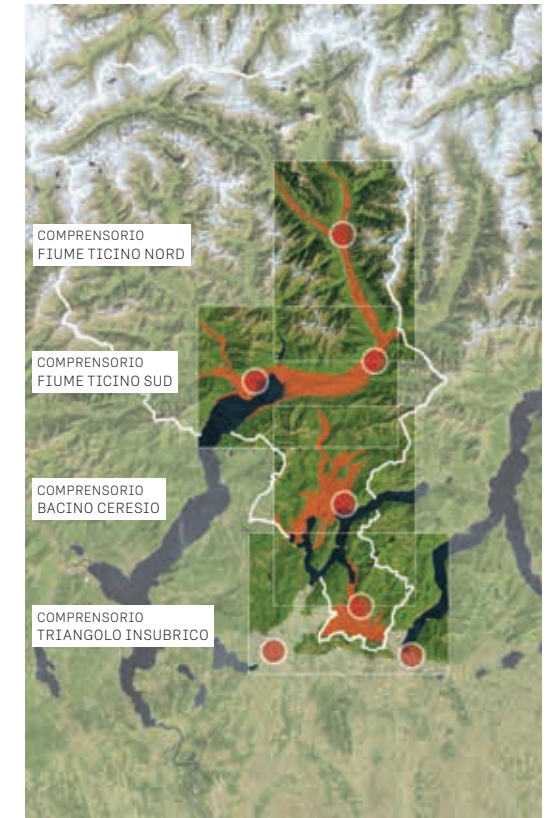 COMPRENSORIO
FIUME TICINO NORD
COMPRENSORIO
FIUME TICINO SUD
COMPRENSORIO
BACINO CERESIO
COMPRENSORIO
TRIANGOLO INSUBRICO